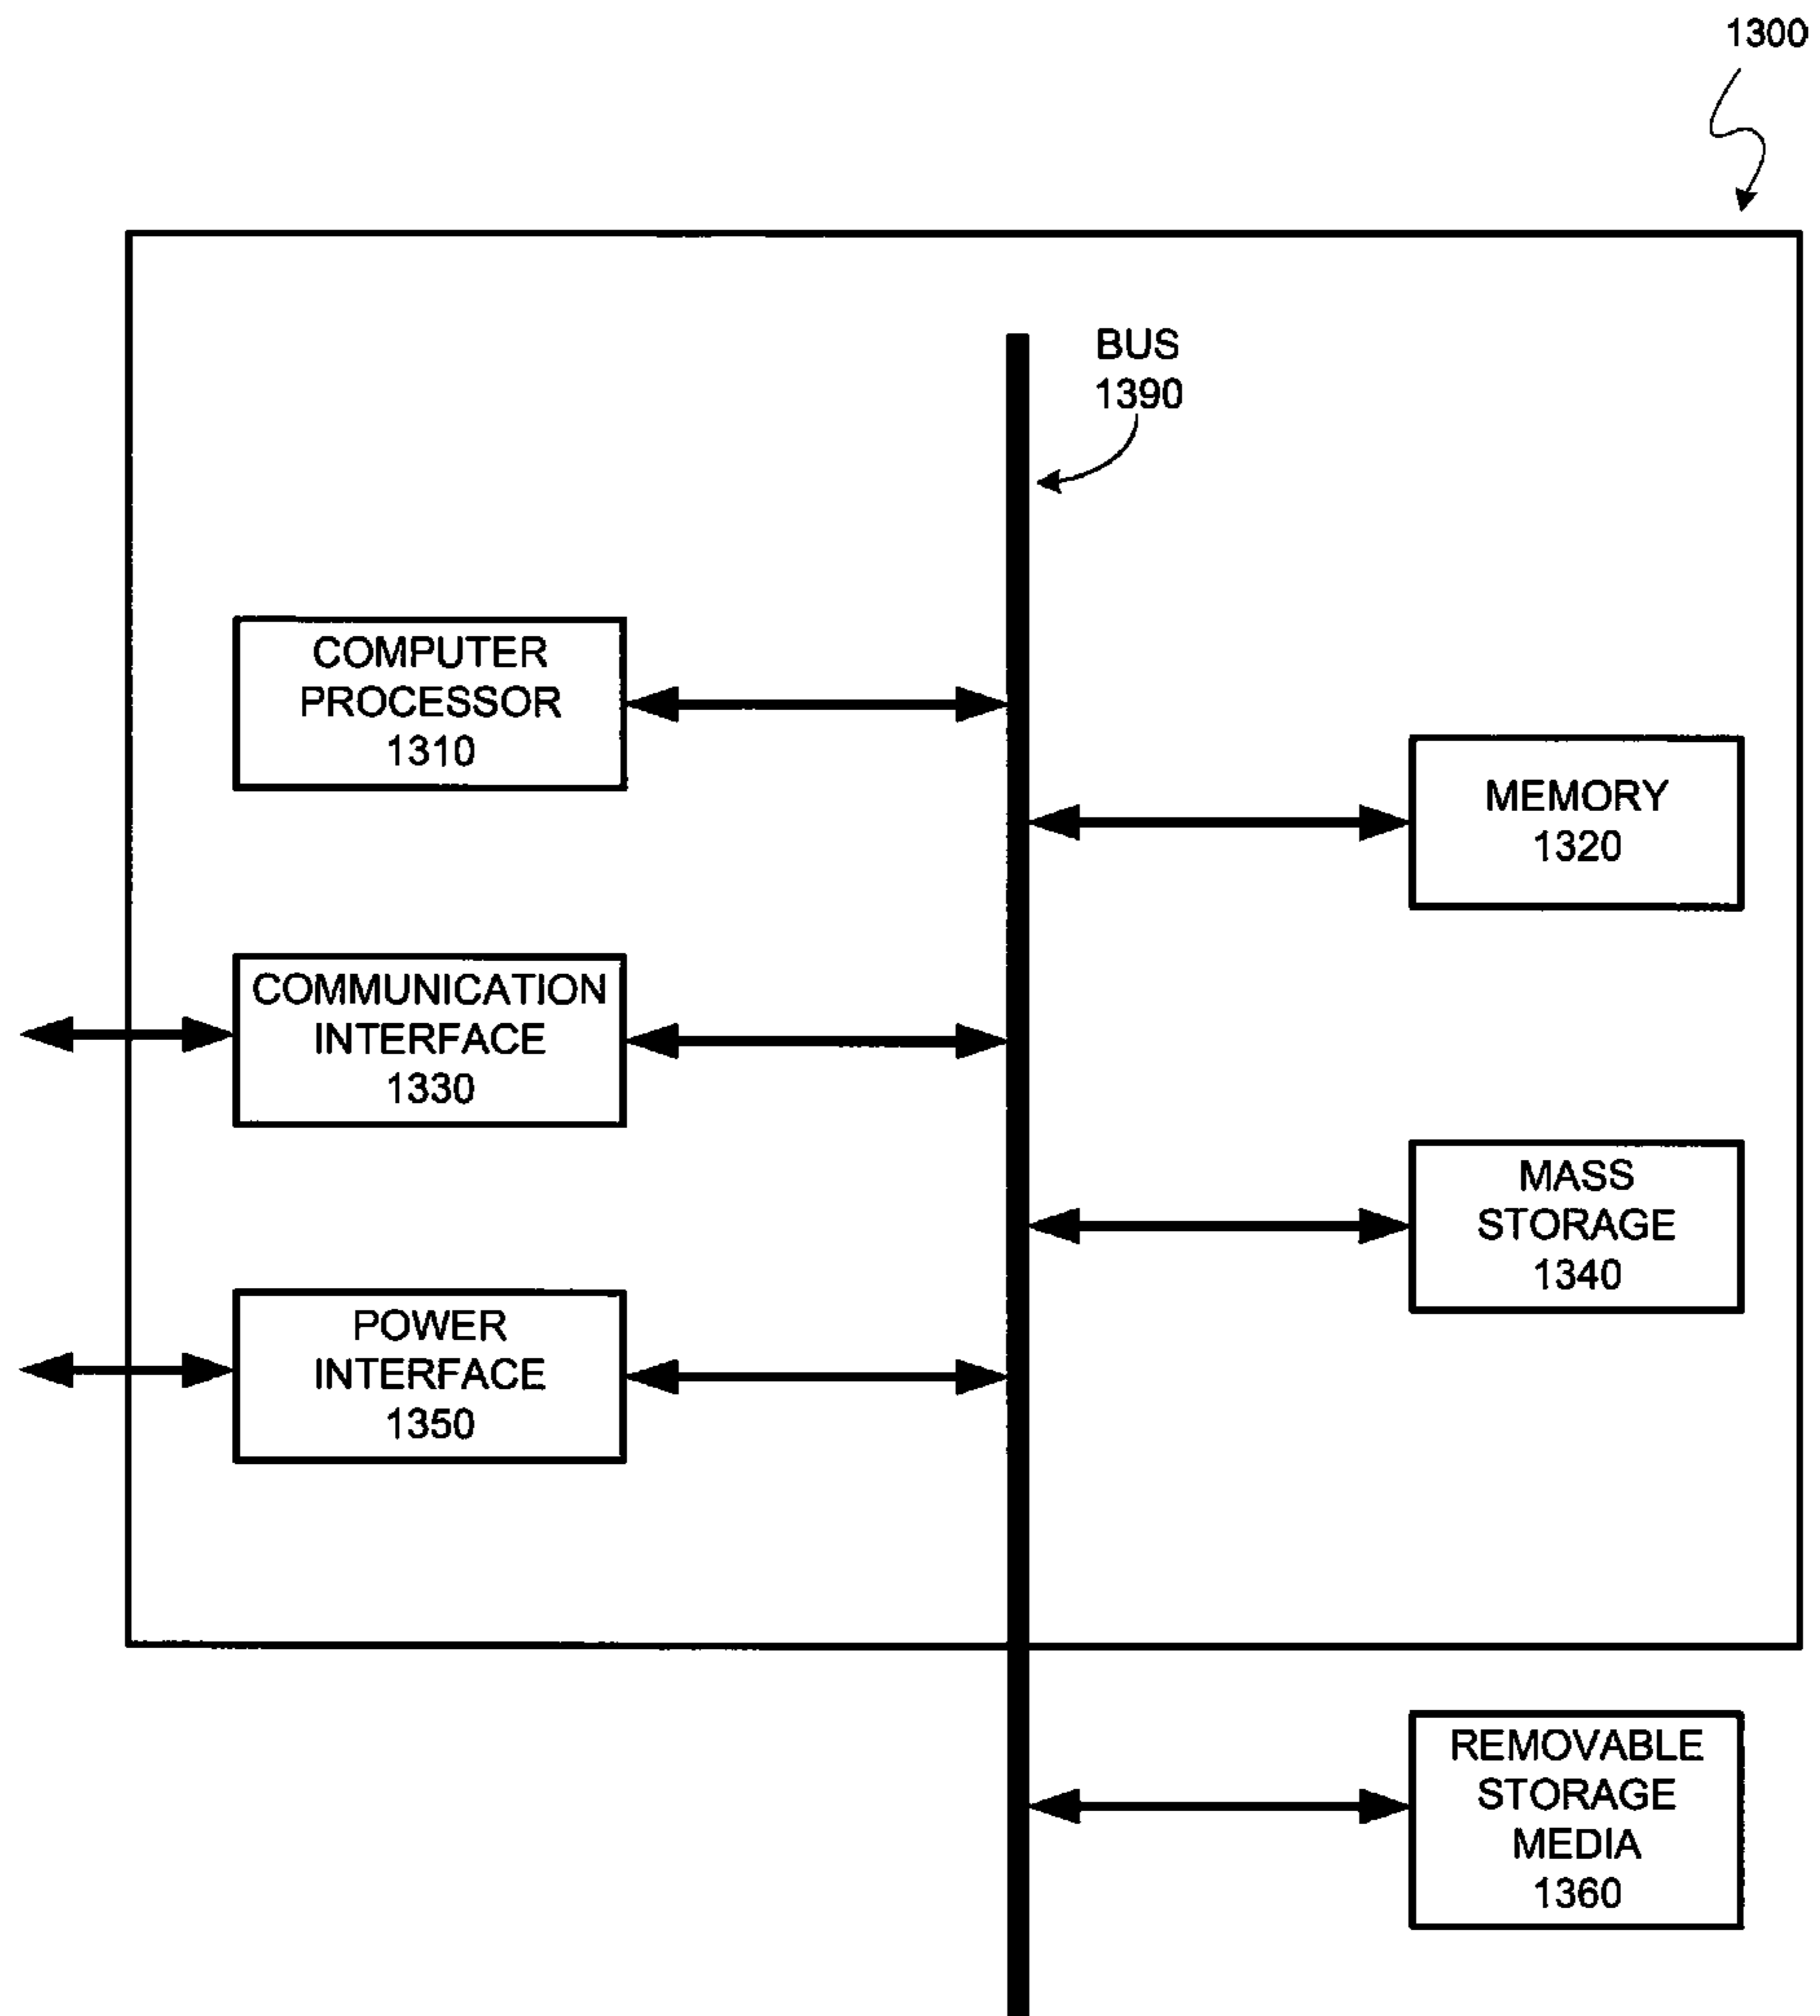 1300
BUS
1390
COMPUTER
PROCESSOR
1310
MEMORY
1320
COMMUNICATION
INTERFACE
1330
MASS
STORAGE
1340
POWER
INTERFACE
1350
REMOVABLE
STORAGE
MEDIA
1360